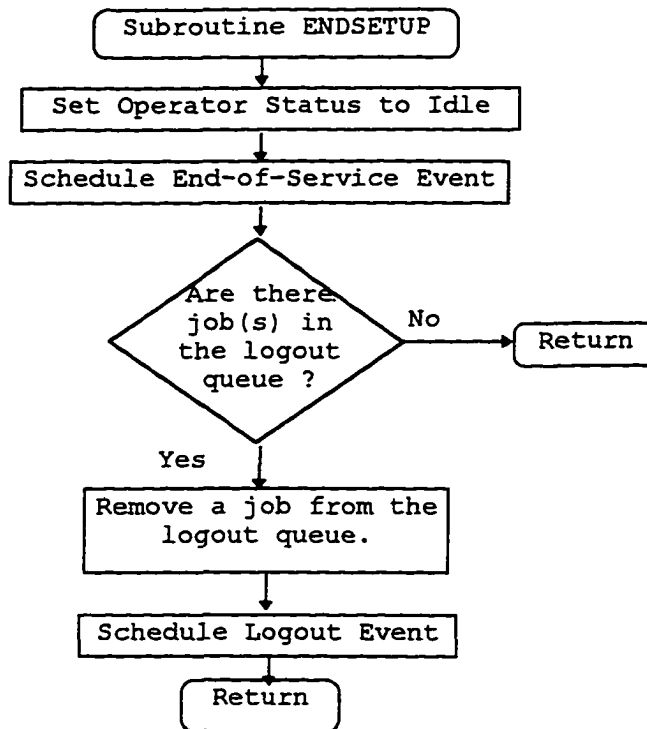 Subroutine ENDSETUP
Set Operator Status to Idle
Schedule End-of-Service Event
Are there
job(s) in
the logout
queue ?
No
Return
Yes
Remove a job from the
logout queue.
Schedule Logout Event
Return